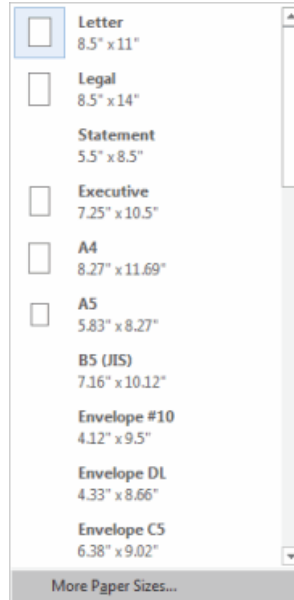 Letter
8.5" x 11"
Legal
8.5" x 14"
Statement
5.5" x 8.5"
Executive
7.25" x 10.5"
A4
8.27" x 11.69"
A5
5.83" x 8.27"
B5 (JIS)
7.16" x 10.12"
Envelope #10
4.12" x 9.5"
Envelope DL
4.33" x 8.66"
Envelope C5
6.38" x 9.02"
More Paper Sizes...